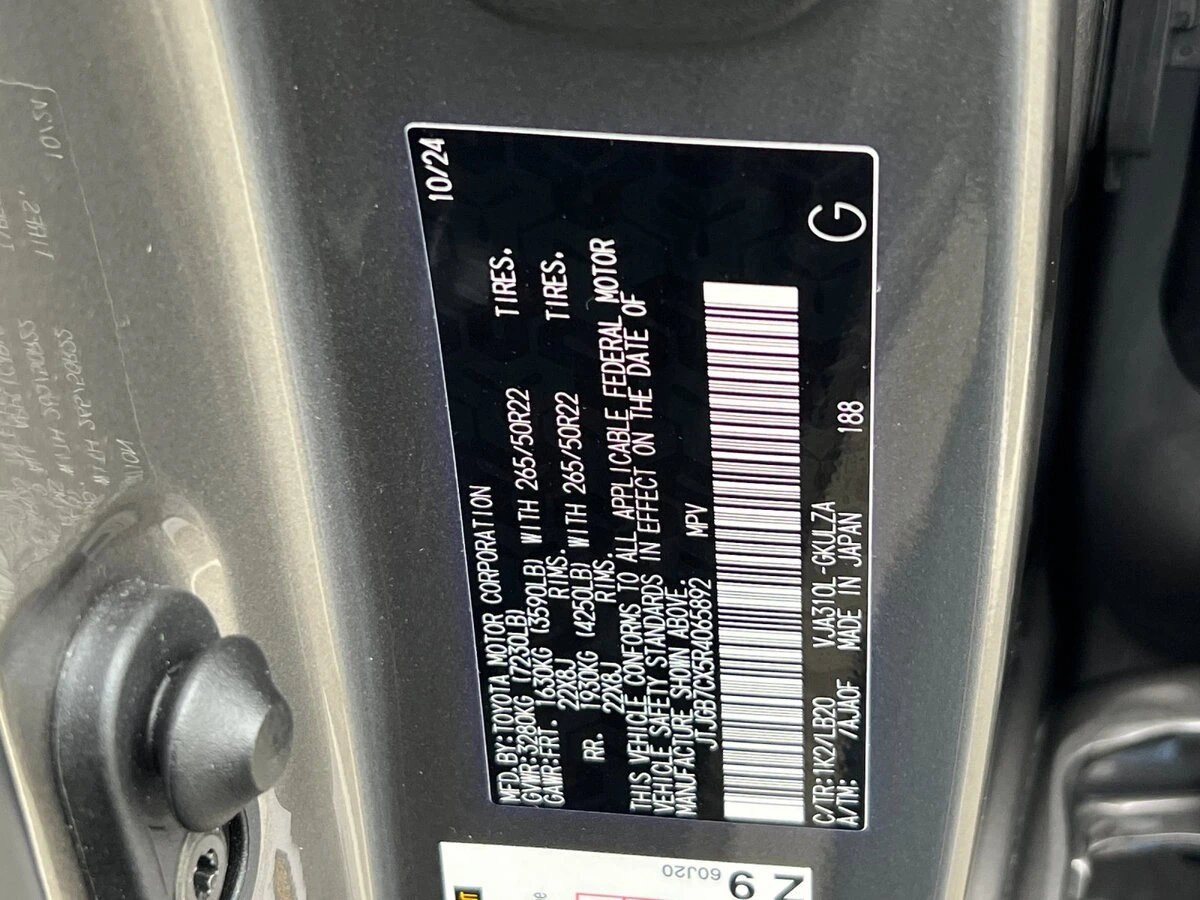 10/24
MFD.BY:TOYOTA MOTOR CORPORATION
GVWR:3280KG (7230LB)
GAWR:FRT. 1630KG (3590LB) WITH 265/50R22 TIRES.
22X8J RIMS.
RR. 1930KG (4250LB) WITH 265/50R22 TIRES.
22X8J RIMS.
THIS VEHICLE CONFORMS TO ALL APPLICABLE FEDERAL MOTOR
VEHICLE SAFETY STANDARDS IN EFFECT ON THE DATE OF
MANUFACTURE SHOWN ABOVE.
JTJGB7CX5R4065892 MPV
C/TR:1K2/LB20 VJA310L-GKULZA 188
A/TM: /AJA0F MADE IN JAPAN
G
60J20
Z 9